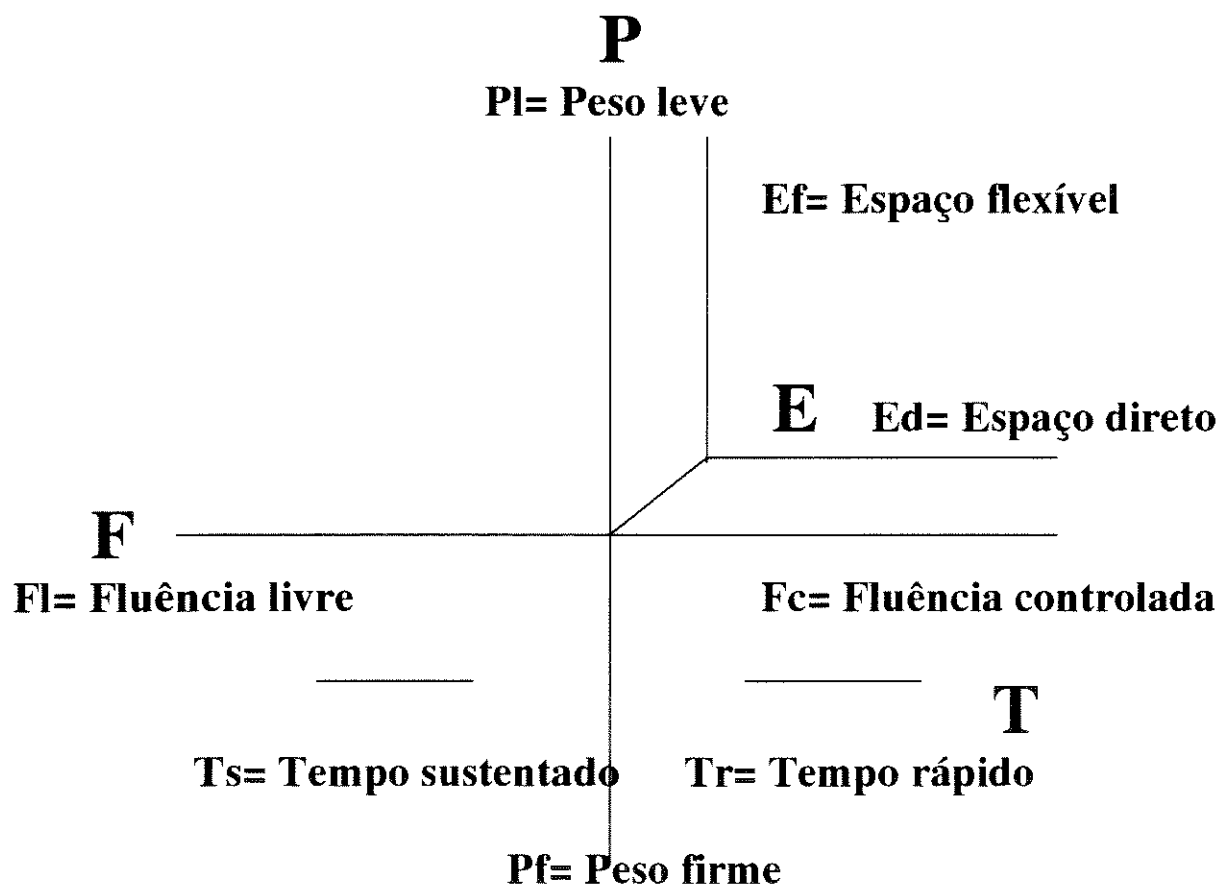 P
Pl= Peso leve
Ef= Espaço flexível
E Ed= Espaço direto
F
Fl= Fluência livre
Fc= Fluência controlada
T
Ts= Tempo sustentado
Tr= Tempo rápido
Pf= Peso firme